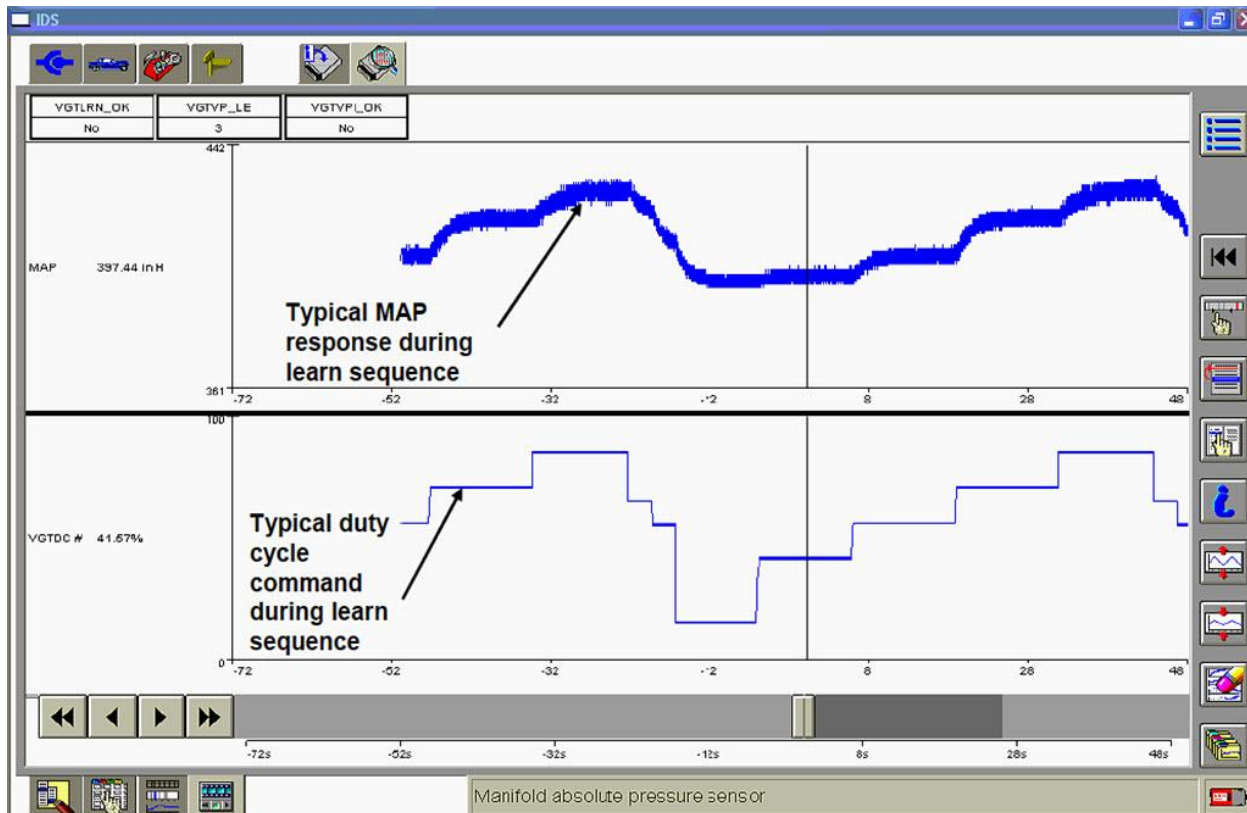 IDS
VGTLRN_OK VGTVP_LE VGTVPI_OK
No 3 No
442
MAP 397.44 inH
Typical MAP
response during
learn sequence
361
-72 -52 -32 -12 8 28 48
100
VGTDC # 41.57%
Typical duty
cycle
command
during learn
sequence
0
-72 -52 -32 -12 8 28 48
-72s -52s -32s -12s 8s 28s 48s
Manifold absolute pressure sensor